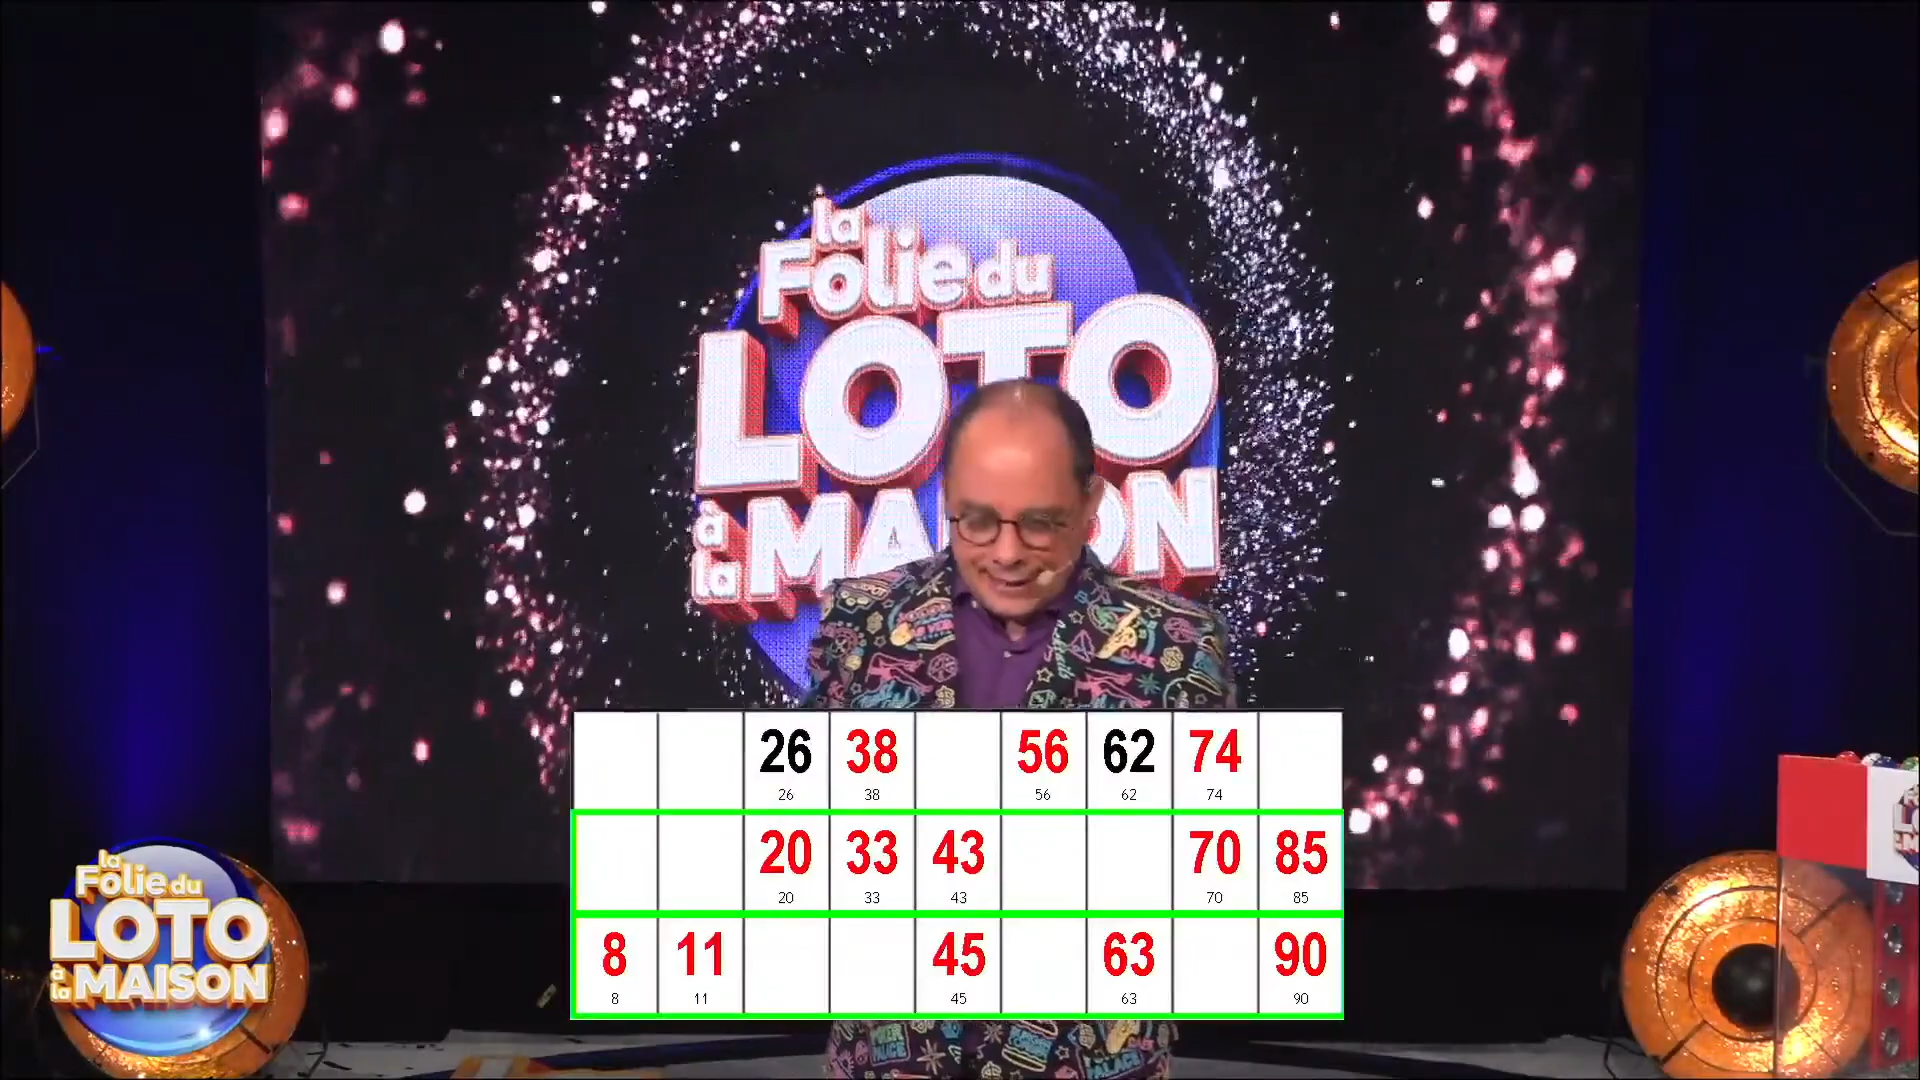 la
Folie du
LOTO
à la MAISON
26 38 56 62 74
26 38 56 62 74
20 33 43 70 85
20 33 43 70 85
8 11 45 63 90
8 11 45 63 90
la
Folie du
LOTO
à la MAISON